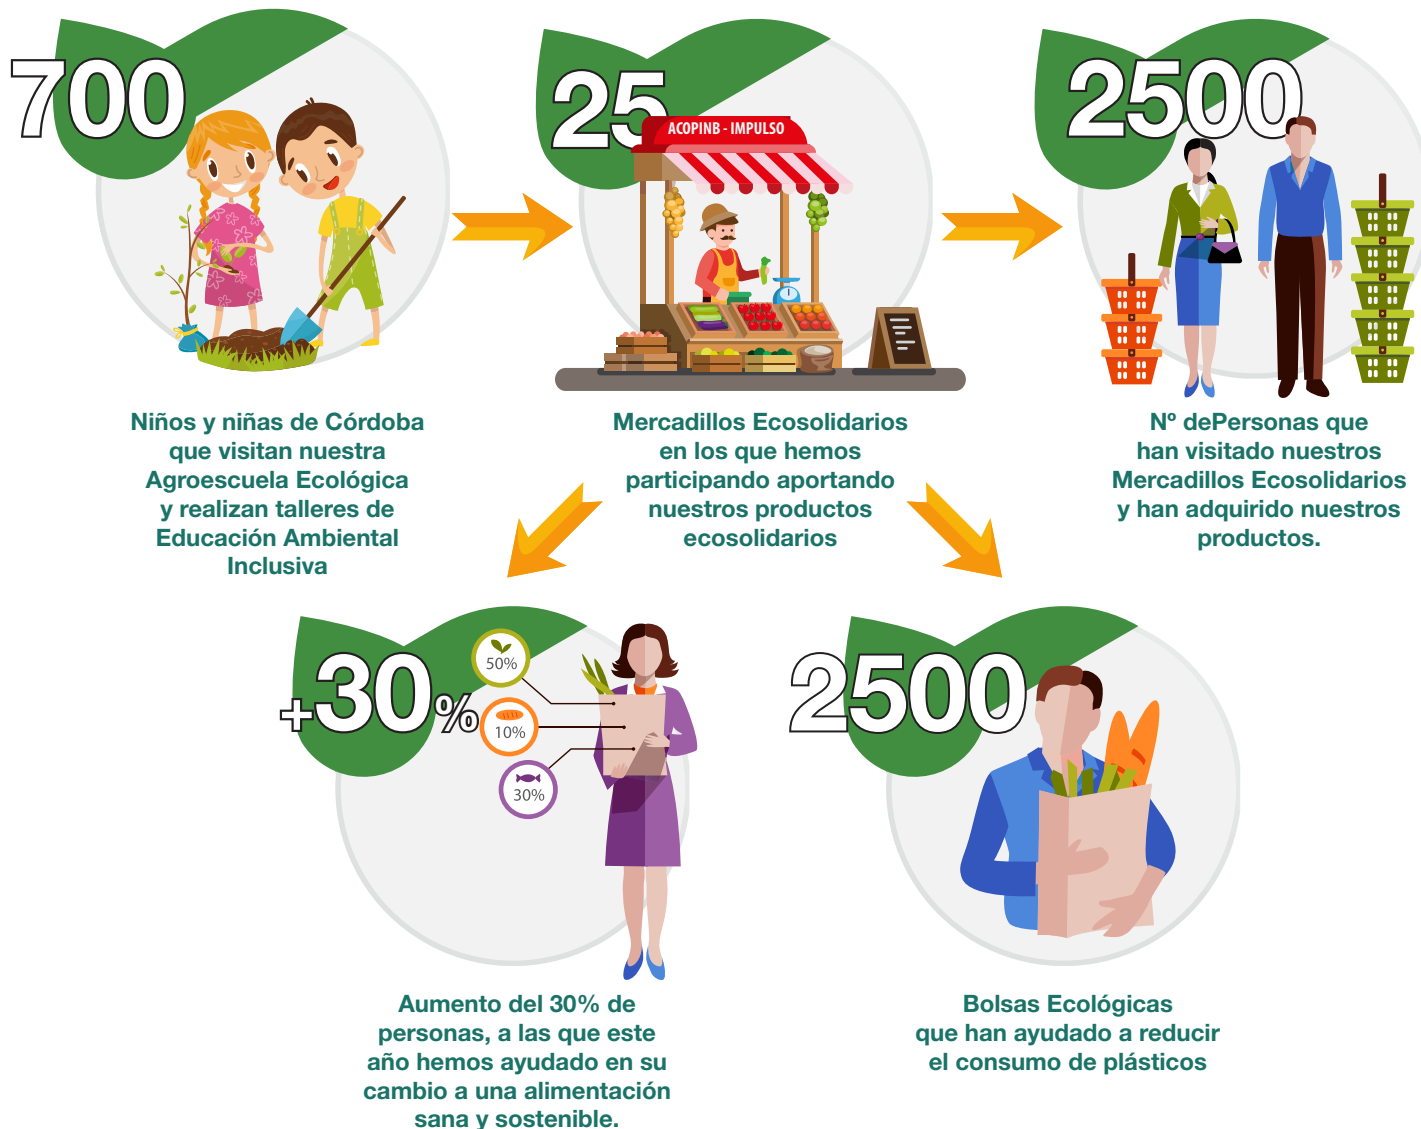 700
Niños y niñas de Córdoba
que visitan nuestra
Agroescuela Ecológica
y realizan talleres de
Educación Ambiental
Inclusiva
25
ACOPINB - IMPULSO
Mercadillos Ecosolidarios
en los que hemos
participando aportando
nuestros productos
ecosolidarios
2500
Nº dePersonas que
han visitado nuestros
Mercadillos Ecosolidarios
y han adquirido nuestros
productos.
+30%
50%
10%
30%
Aumento del 30% de
personas, a las que este
año hemos ayudado en su
cambio a una alimentación
sana y sostenible.
2500
Bolsas Ecológicas
que han ayudado a reducir
el consumo de plásticos